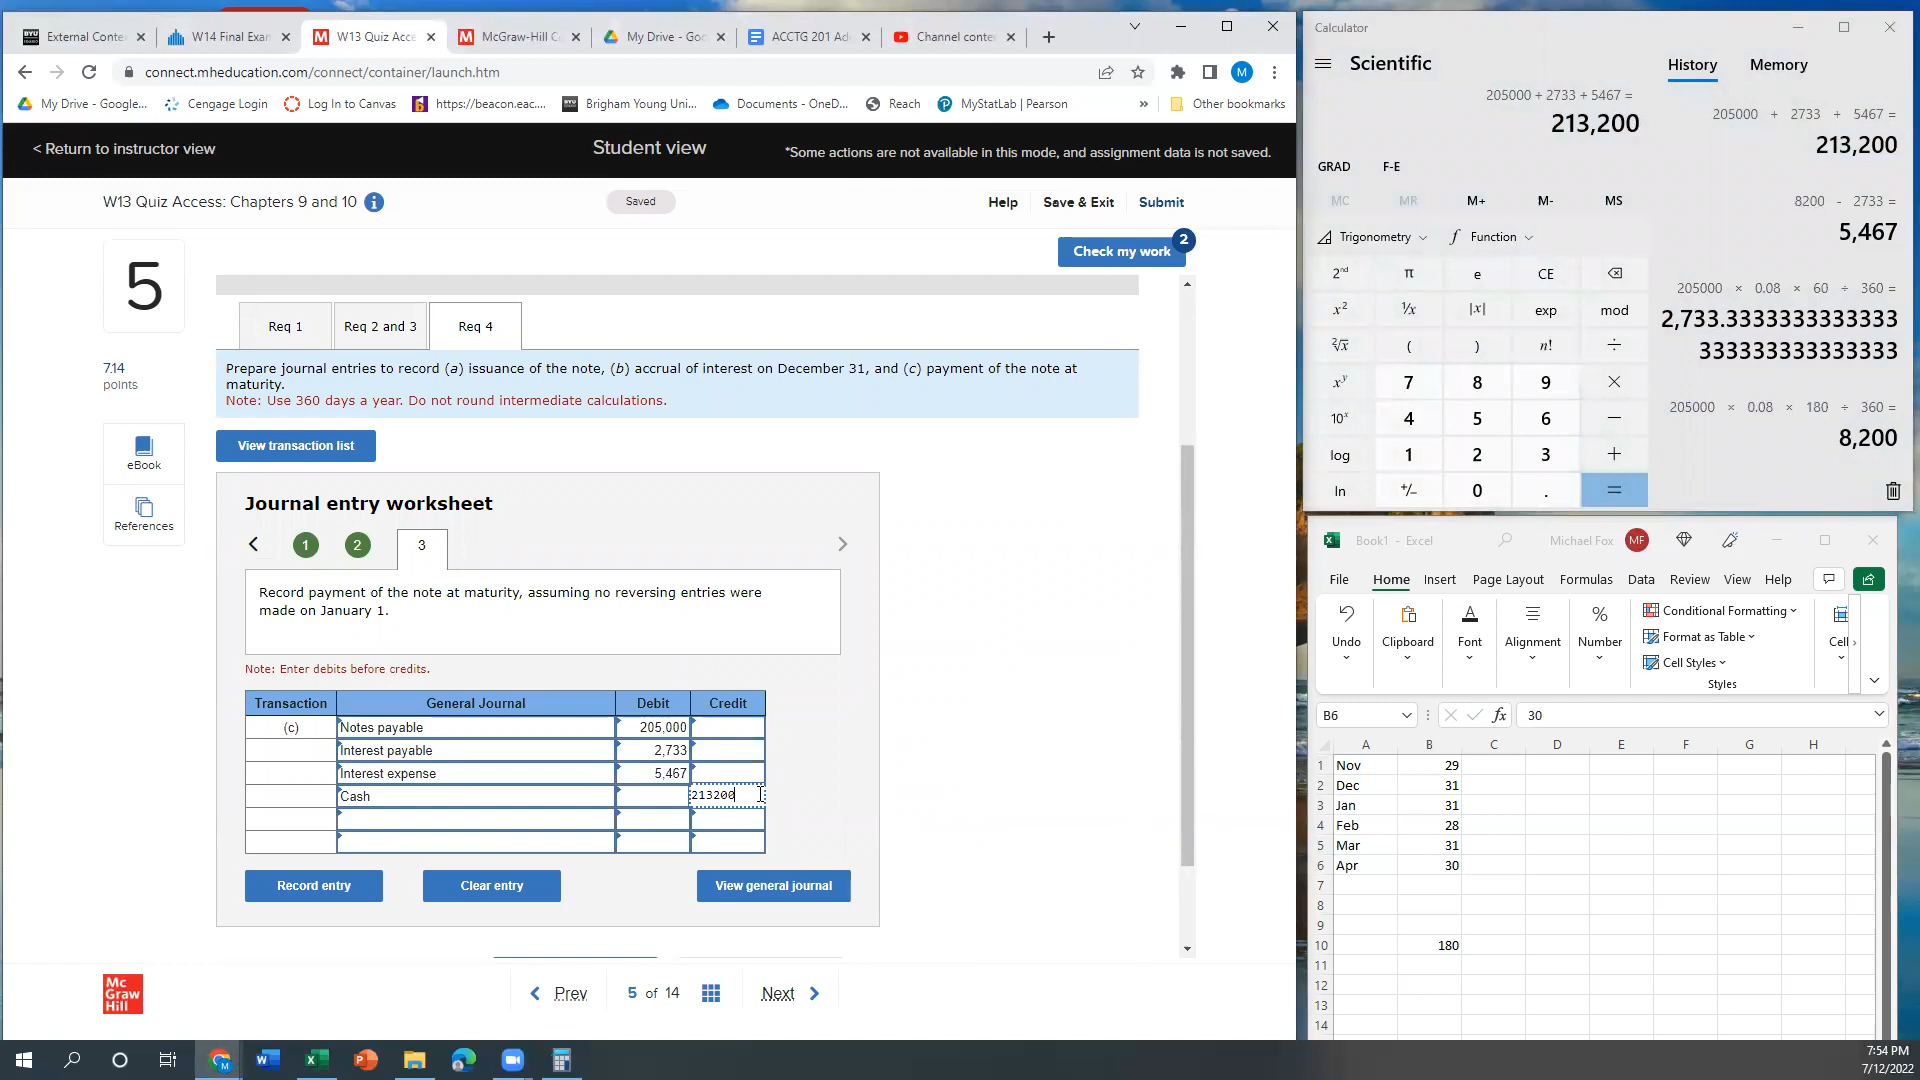 External Conte
W14 Final Exam
W13 Quiz Acce
McGraw-Hill C
My Drive - Goo
ACCTG 201 Ad
Channel conte
connect.mheducation.com/connect/container/launch.htm
M
My Drive - Google...
Cengage Login
Log In to Canvas
https://beacon.eac....
Brigham Young Uni...
Documents - OneD...
Reach
MyStatLab | Pearson
»
Other bookmarks
< Return to instructor view
Student view
*Some actions are not available in this mode, and assignment data is not saved.
W13 Quiz Access: Chapters 9 and 10
i
Saved
Help
Save & Exit
Submit
Check my work
2
5
7.14
points
eBook
References
Req 1
Req 2 and 3
Req 4
Prepare journal entries to record (a) issuance of the note, (b) accrual of interest on December 31, and (c) payment of the note at
maturity.
Note: Use 360 days a year. Do not round intermediate calculations.
View transaction list
Journal entry worksheet
1
2
3
Record payment of the note at maturity, assuming no reversing entries were
made on January 1.
Note: Enter debits before credits.
Transaction General Journal Debit Credit
(c) Notes payable 205,000
Interest payable 2,733
Interest expense 5,467
Cash 213200
Record entry
Clear entry
View general journal
Mc
Graw
Hill
Prev
5 of 14
Next
Calculator
Scientific
205000 + 2733 + 5467 =
213,200
GRAD
F-E
MC MR M+ M- MS
Trigonometry
f Function
2nd π e CE
x² ¹/x |x| exp mod
²√x ( ) n! ÷
xʸ 7 8 9 ×
10ˣ 4 5 6 −
log 1 2 3 +
ln +/− 0 . =
History
Memory
205000 + 2733 + 5467 =
213,200
8200 - 2733 =
5,467
205000 × 0.08 × 60 ÷ 360 =
2,733.3333333333333
333333333333333
205000 × 0.08 × 180 ÷ 360 =
8,200
Book1 - Excel
Michael Fox
MF
File Home Insert Page Layout Formulas Data Review View Help
Undo
Clipboard
Font
Alignment
%
Number
Conditional Formatting
Format as Table
Cell Styles
Styles
Cell
B6
fx
30
A B C D E F G H
1 Nov 29
2 Dec 31
3 Jan 31
4 Feb 28
5 Mar 31
6 Apr 30
7
8
9
10 180
11
12
13
14
7:54 PM
7/12/2022